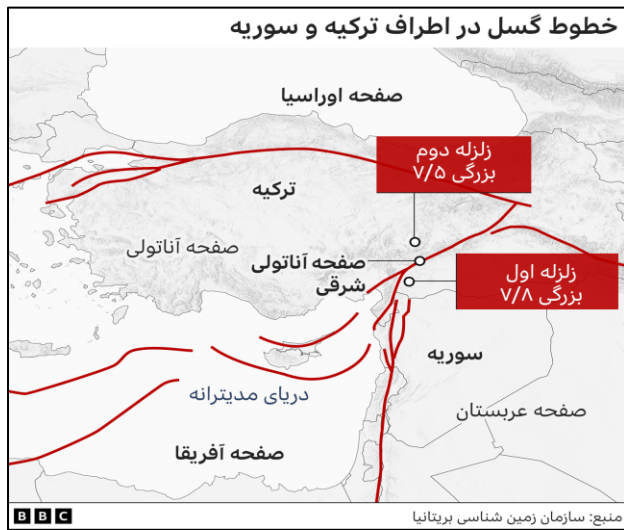 خطوط گسل در اطراف ترکیه و سوریه
صفحه اوراسیا
زلزله دوم
بزرگی ۷/۵
ترکیه
صفحه آناتولی
صفحه آناتولی
شرقی
زلزله اول
بزرگی ۷/۸
سوریه
دریای مدیترانه
صفحه عربستان
صفحه آفریقا
منبع: سازمان زمین شناسی بریتانیا
BBC